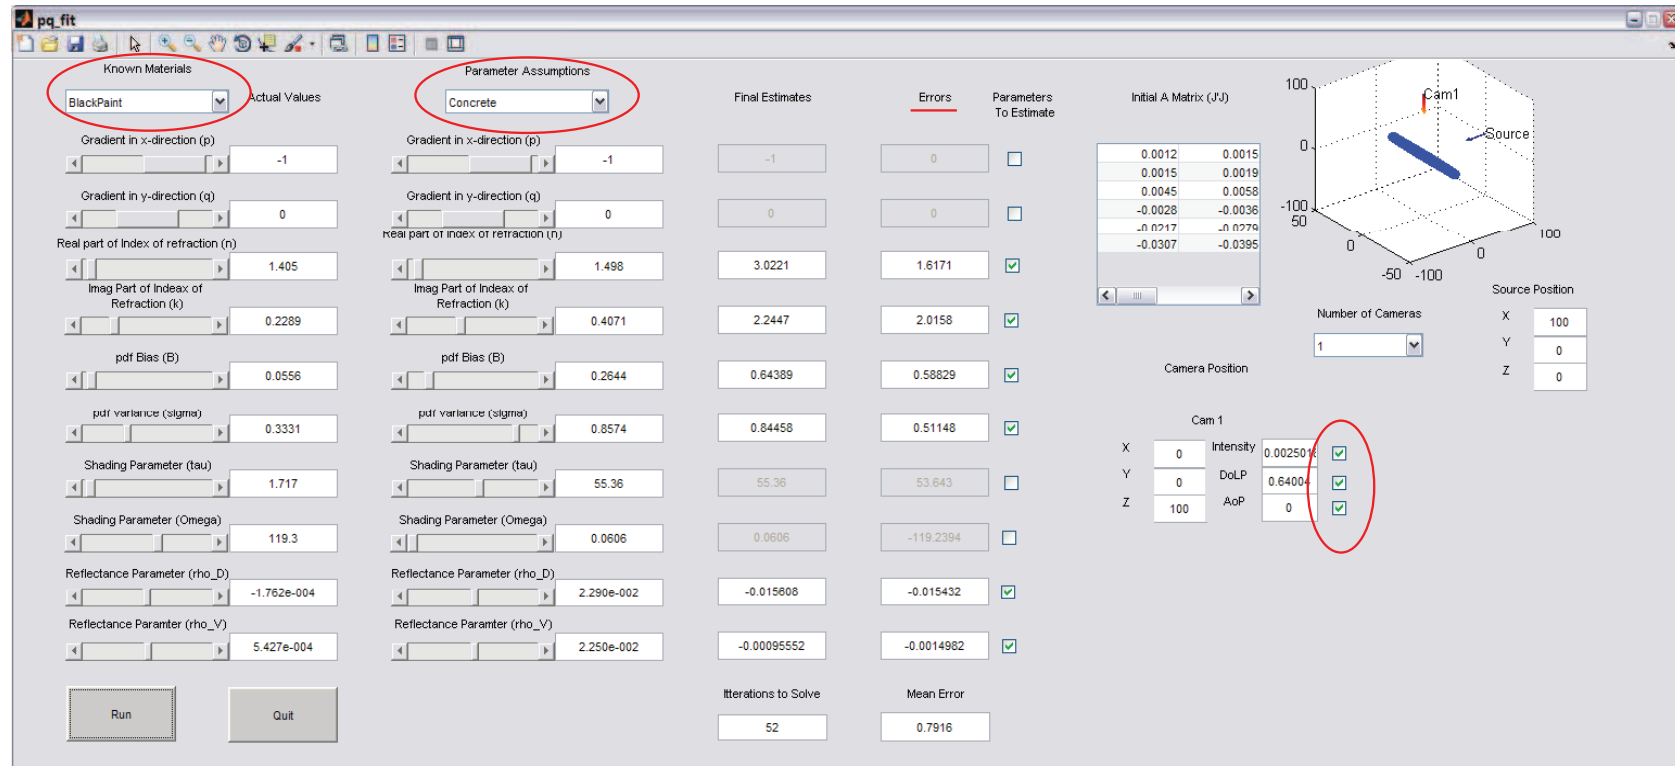 pq_fit
Known Materials
BlackPaint
Actual Values
Gradient in x-direction (p)
-1
Gradient in y-direction (q)
0
Real part of Index of refraction (n)
1.405
Imag Part of Indeax of
Refraction (k)
0.2289
pdf Bias (B)
0.0556
pdf variance (sigma)
0.3331
Shading Parameter (tau)
1.717
Shading Parameter (Omega)
119.3
Reflectance Parameter (rho_D)
-1.762e-004
Reflectance Paramter (rho_V)
5.427e-004
Run
Quit
Parameter Assumptions
Concrete
Gradient in x-direction (p)
-1
Gradient in y-direction (q)
0
Real part of Index of refraction (n)
1.498
Imag Part of Indeax of
Refraction (k)
0.4071
pdf Bias (B)
0.2644
pdf variance (sigma)
0.8574
Shading Parameter (tau)
55.36
Shading Parameter (Omega)
0.0606
Reflectance Parameter (rho_D)
2.290e-002
Reflectance Paramter (rho_V)
2.250e-002
Final Estimates
-1
0
3.0221
2.2447
0.64389
0.84458
55.36
0.0606
-0.015608
-0.00095552
Itterations to Solve
52
Errors
0
0
1.6171
2.0158
0.58829
0.51148
53.643
-119.2394
-0.015432
-0.0014982
Mean Error
0.7916
Parameters
To Estimate
Initial A Matrix (J'J)
0.0012 0.0015
0.0015 0.0019
0.0045 0.0058
-0.0028 -0.0036
-0.0217 -0.0279
-0.0307 -0.0395
100
0
-100
50
0
-50
-100
0
100
Cam1
Source
Number of Cameras
1
Source Position
X 100
Y 0
Z 0
Camera Position
Cam 1
X 0 Intensity 0.002501
Y 0 DoLP 0.64004
Z 100 AoP 0